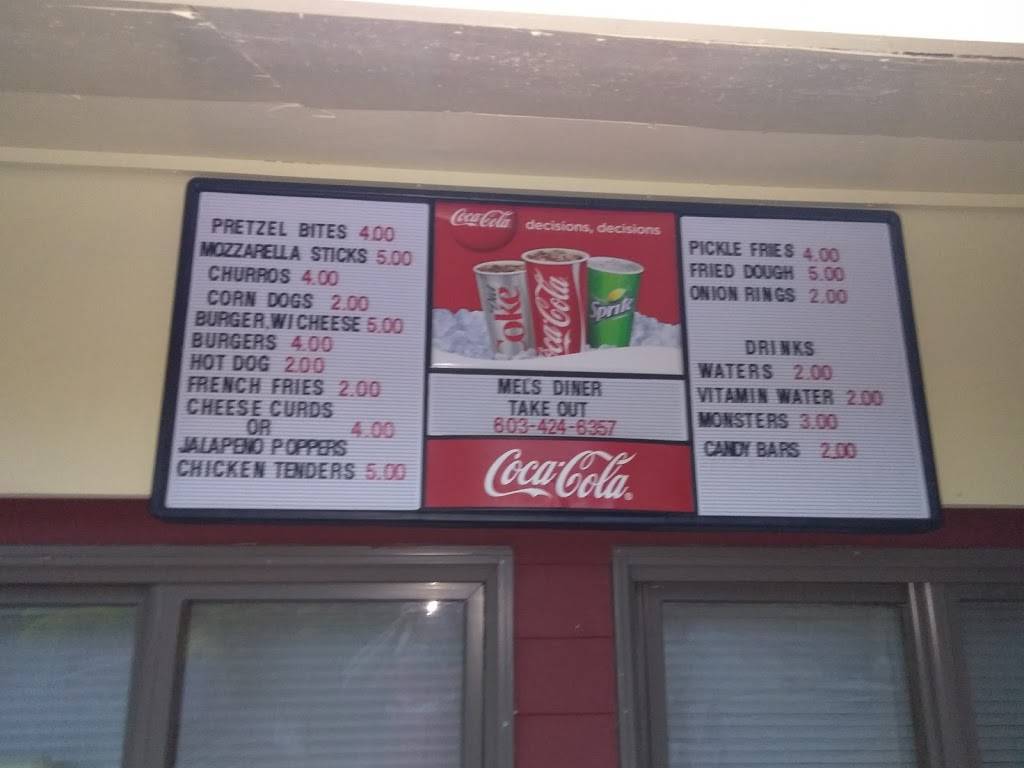 PRETZEL BITES 4.00
MOZZARELLA STICKS 5.00
CHURROS 4.00
CORN DOGS 2.00
BURGER,WICHEESE 5.00
BURGERS 4.00
HOT DOG 2.00
FRENCH FRIES 2.00
CHEESE CURDS
OR 4.00
JALAPENO POPPERS
CHICKEN TENDERS 5.00
Coca-Cola decisions, decisions
Diet Coke
Coca-Cola
Sprite
MELS DINER
TAKE OUT
603-424-6357
Coca-Cola
PICKLE FRIES 4.00
FRIED DOUGH 5.00
ONION RINGS 2.00
DRINKS
WATERS 2.00
VITAMIN WATER 2.00
MONSTERS 3.00
CANDY BARS 2.00